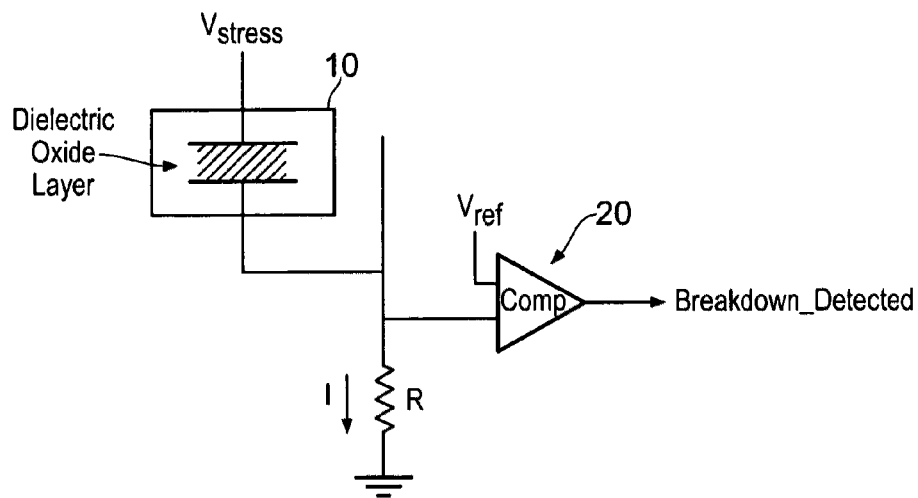 Vstress
10
Dielectric
Oxide
Layer
Vref
20
Comp
Breakdown_Detected
I
R